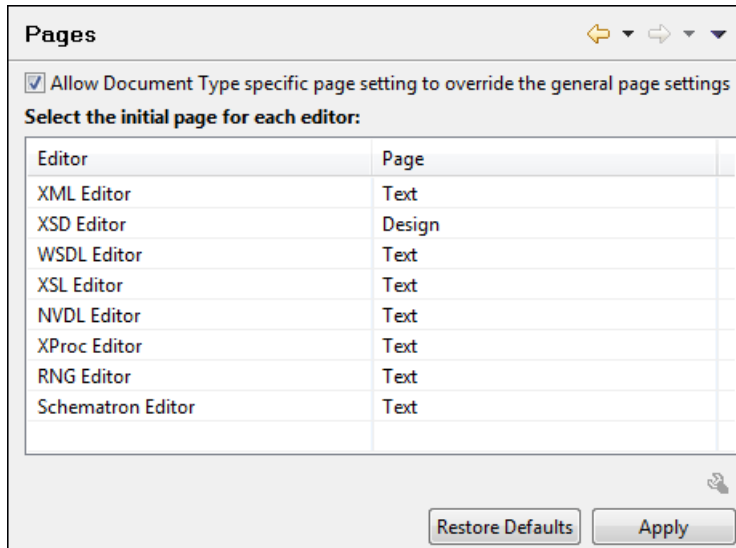 Pages
Allow Document Type specific page setting to override the general page settings
Select the initial page for each editor:
Editor Page
XML Editor Text
XSD Editor Design
WSDL Editor Text
XSL Editor Text
NVDL Editor Text
XProc Editor Text
RNG Editor Text
Schematron Editor Text
Restore Defaults Apply